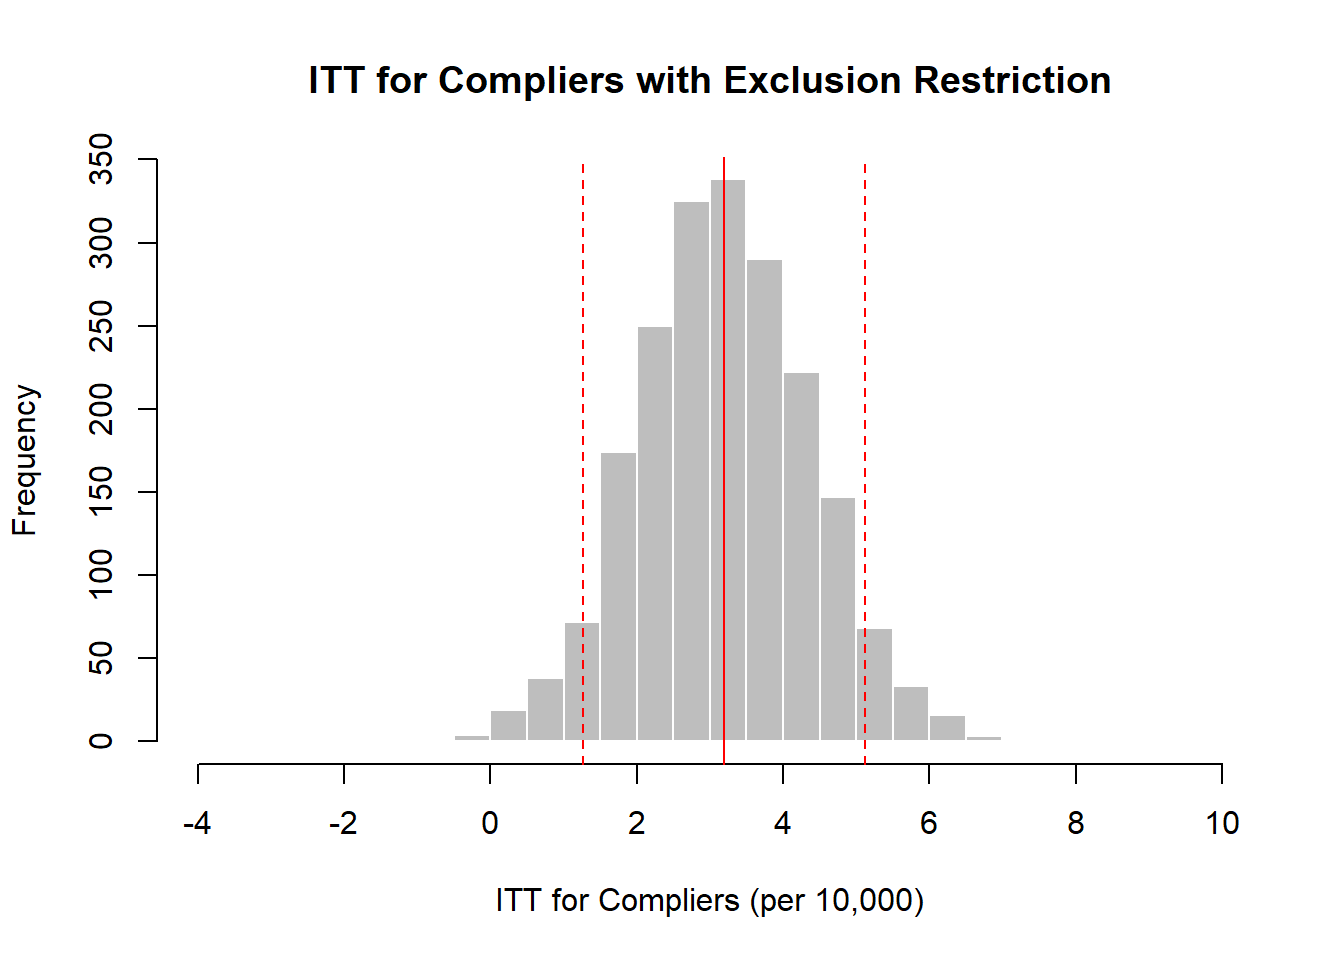 ITT for Compliers with Exclusion Restriction
350
300
250
200
150
100
50
0
Frequency
-4 -2 0 2 4 6 8 10
ITT for Compliers (per 10,000)